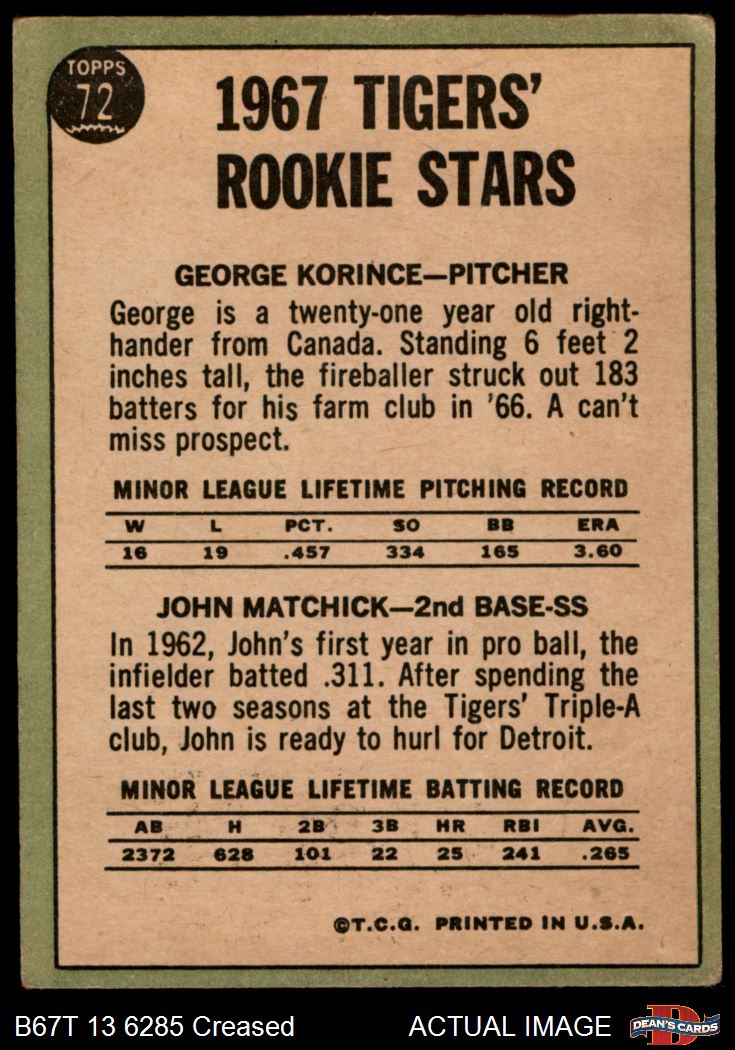 TOPPS
72
1967 TIGERS'
ROOKIE STARS
GEORGE KORINCE—PITCHER
George is a twenty-one year old right-
hander from Canada. Standing 6 feet 2
inches tall, the fireballer struck out 183
batters for his farm club in '66. A can't
miss prospect.
MINOR LEAGUE LIFETIME PITCHING RECORD
W L PCT. SO BB ERA
16 19 .457 334 165 3.60
JOHN MATCHICK—2nd BASE-SS
In 1962, John's first year in pro ball, the
infielder batted .311. After spending the
last two seasons at the Tigers' Triple-A
club, John is ready to hurl for Detroit.
MINOR LEAGUE LIFETIME BATTING RECORD
AB H 2B 3B HR RBI AVG.
2372 628 101 22 25 241 .265
©T.C.G. PRINTED IN U.S.A.
B67T 13 6285 Creased ACTUAL IMAGE
D
DEAN'S CARDS